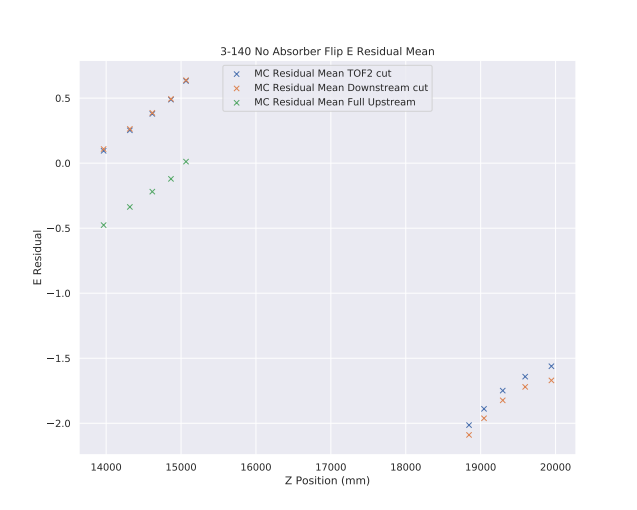 3-140 No Absorber Flip E Residual Mean
MC Residual Mean TOF2 cut
MC Residual Mean Downstream cut
MC Residual Mean Full Upstream
0.5
0.0
−0.5
−1.0
−1.5
−2.0
E Residual
14000 15000 16000 17000 18000 19000 20000
Z Position (mm)